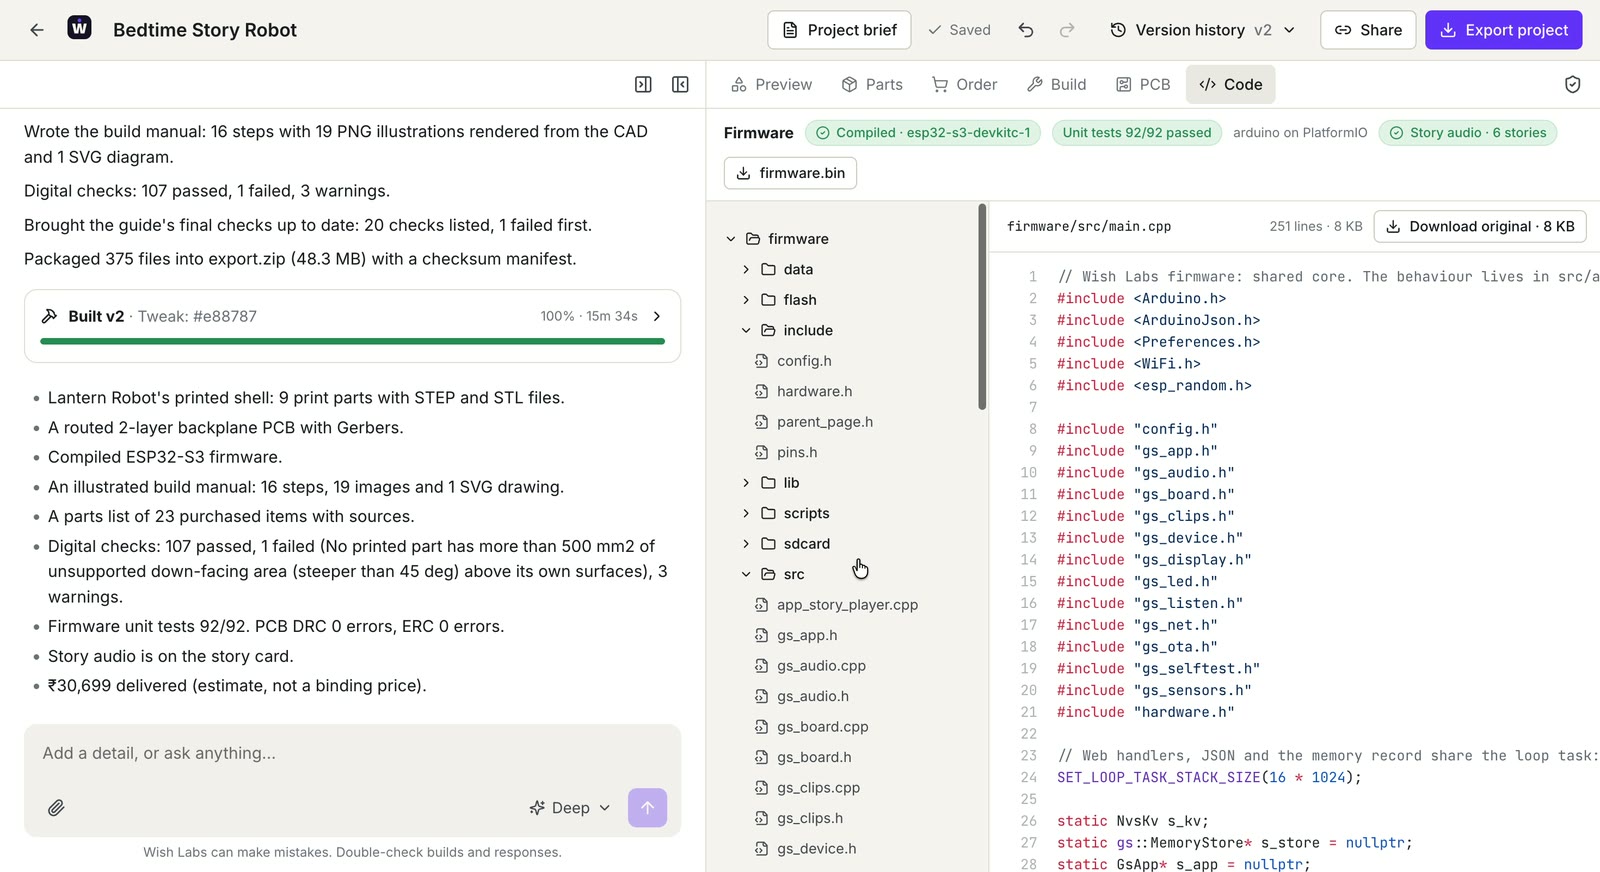 W
Bedtime Story Robot
Project brief
Saved
Version history v2
Share
Export project
Preview
Parts
Order
Build
PCB
Code
Wrote the build manual: 16 steps with 19 PNG illustrations rendered from the CAD
and 1 SVG diagram.
Digital checks: 107 passed, 1 failed, 3 warnings.
Brought the guide's final checks up to date: 20 checks listed, 1 failed first.
Packaged 375 files into export.zip (48.3 MB) with a checksum manifest.
Built v2 · Tweak: #e88787
100% · 15m 34s
• Lantern Robot's printed shell: 9 print parts with STEP and STL files.
• A routed 2-layer backplane PCB with Gerbers.
• Compiled ESP32-S3 firmware.
• An illustrated build manual: 16 steps, 19 images and 1 SVG drawing.
• A parts list of 23 purchased items with sources.
• Digital checks: 107 passed, 1 failed (No printed part has more than 500 mm2 of
unsupported down-facing area (steeper than 45 deg) above its own surfaces), 3
warnings.
• Firmware unit tests 92/92. PCB DRC 0 errors, ERC 0 errors.
• Story audio is on the story card.
• ₹30,699 delivered (estimate, not a binding price).
Add a detail, or ask anything...
Deep
Wish Labs can make mistakes. Double-check builds and responses.
Firmware
Compiled · esp32-s3-devkitc-1
Unit tests 92/92 passed
arduino on PlatformIO
Story audio · 6 stories
firmware.bin
firmware
data
flash
include
config.h
hardware.h
parent_page.h
pins.h
lib
scripts
sdcard
src
app_story_player.cpp
gs_app.h
gs_audio.cpp
gs_audio.h
gs_board.cpp
gs_board.h
gs_clips.cpp
gs_clips.h
gs_device.h
firmware/src/main.cpp
251 lines · 8 KB
Download original · 8 KB
1 // Wish Labs firmware: shared core. The behaviour lives in src/a
2 #include <Arduino.h>
3 #include <ArduinoJson.h>
4 #include <Preferences.h>
5 #include <WiFi.h>
6 #include <esp_random.h>
7
8 #include "config.h"
9 #include "gs_app.h"
10 #include "gs_audio.h"
11 #include "gs_board.h"
12 #include "gs_clips.h"
13 #include "gs_device.h"
14 #include "gs_display.h"
15 #include "gs_led.h"
16 #include "gs_listen.h"
17 #include "gs_net.h"
18 #include "gs_ota.h"
19 #include "gs_selftest.h"
20 #include "gs_sensors.h"
21 #include "hardware.h"
22
23 // Web handlers, JSON and the memory record share the loop task:
24 SET_LOOP_TASK_STACK_SIZE(16 * 1024);
25
26 static NvsKv s_kv;
27 static gs::MemoryStore* s_store = nullptr;
28 static GsApp* s_app = nullptr;